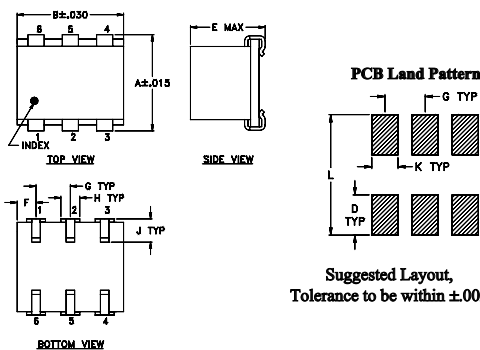 B±.030
E MAX
6 5 4
A±.015
INDEX
1 2 3
TOP VIEW
SIDE VIEW
PCB Land Pattern
G TYP
K TYP
L
D
TYP
G TYP
H TYP
F
1 2 3
J TYP
6 5 4
BOTTOM VIEW
Suggested Layout,
Tolerance to be within ±.00